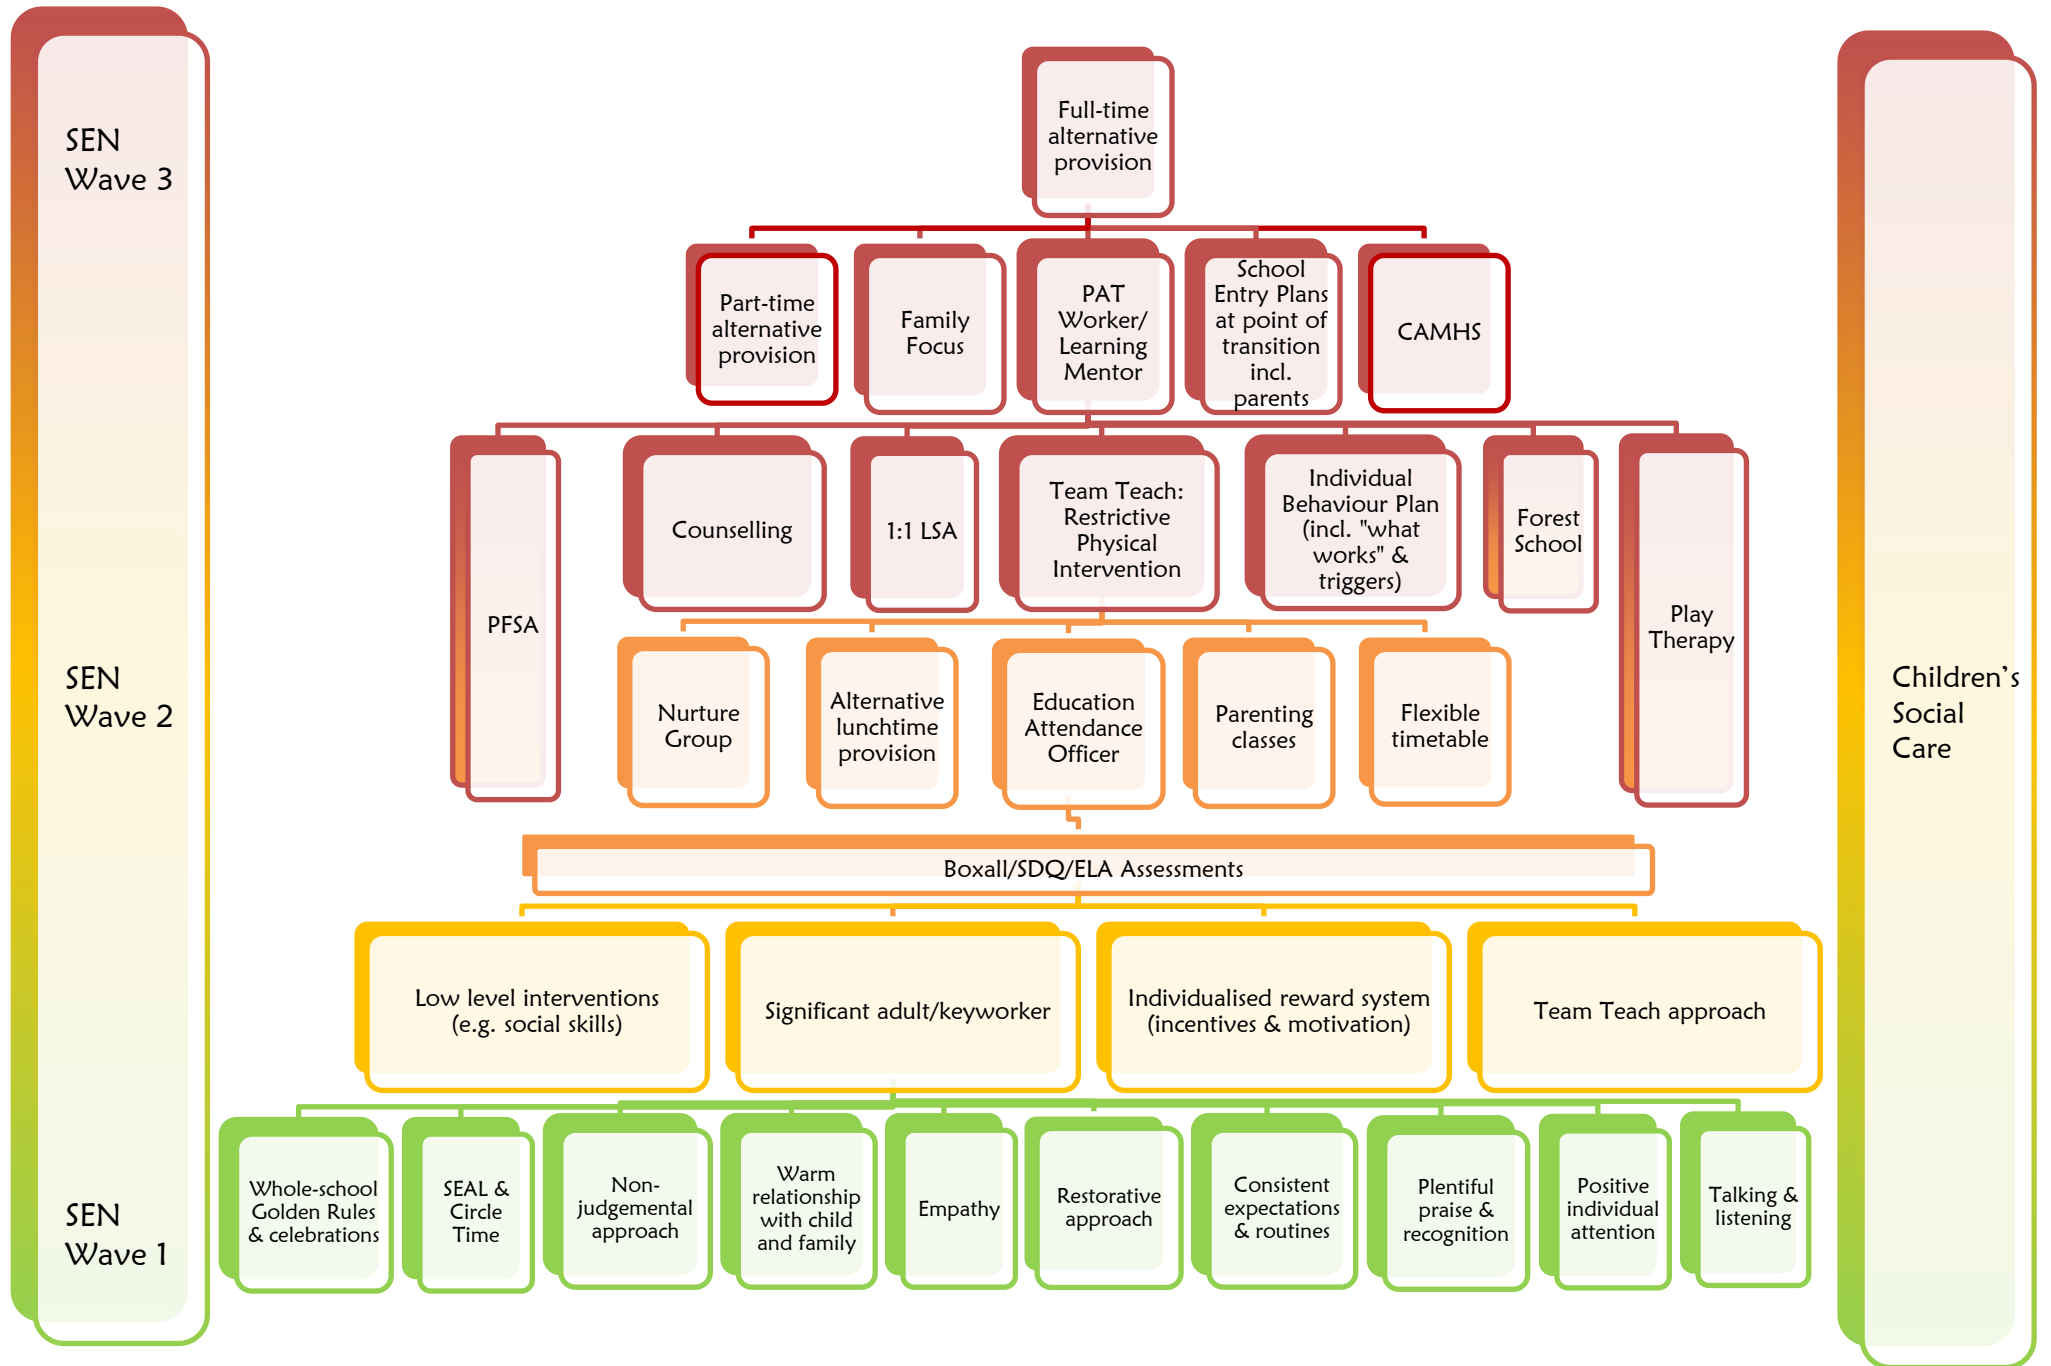 SEN
Wave 3
Full-time
alternative
provision
Part-time
alternative
provision
Family
Focus
PAT
Worker/
Learning
Mentor
School
Entry Plans
at point of
transition
incl.
parents
CAMHS
PFSA
Counselling
1:1 LSA
Team Teach:
Restrictive
Physical
Intervention
Individual
Behaviour Plan
(incl. "what
works" &
triggers)
Forest
School
Play
Therapy
SEN
Wave 2
Nurture
Group
Alternative
lunchtime
provision
Education
Attendance
Officer
Parenting
classes
Flexible
timetable
Children's
Social
Care
Boxall/SDQ/ELA Assessments
Low level interventions
(e.g. social skills)
Significant adult/keyworker
Individualised reward system
(incentives & motivation)
Team Teach approach
SEN
Wave 1
Whole-school
Golden Rules
& celebrations
SEAL &
Circle
Time
Non-
judgemental
approach
Warm
relationship
with child
and family
Empathy
Restorative
approach
Consistent
expectations
& routines
Plentiful
praise &
recognition
Positive
individual
attention
Talking &
listening